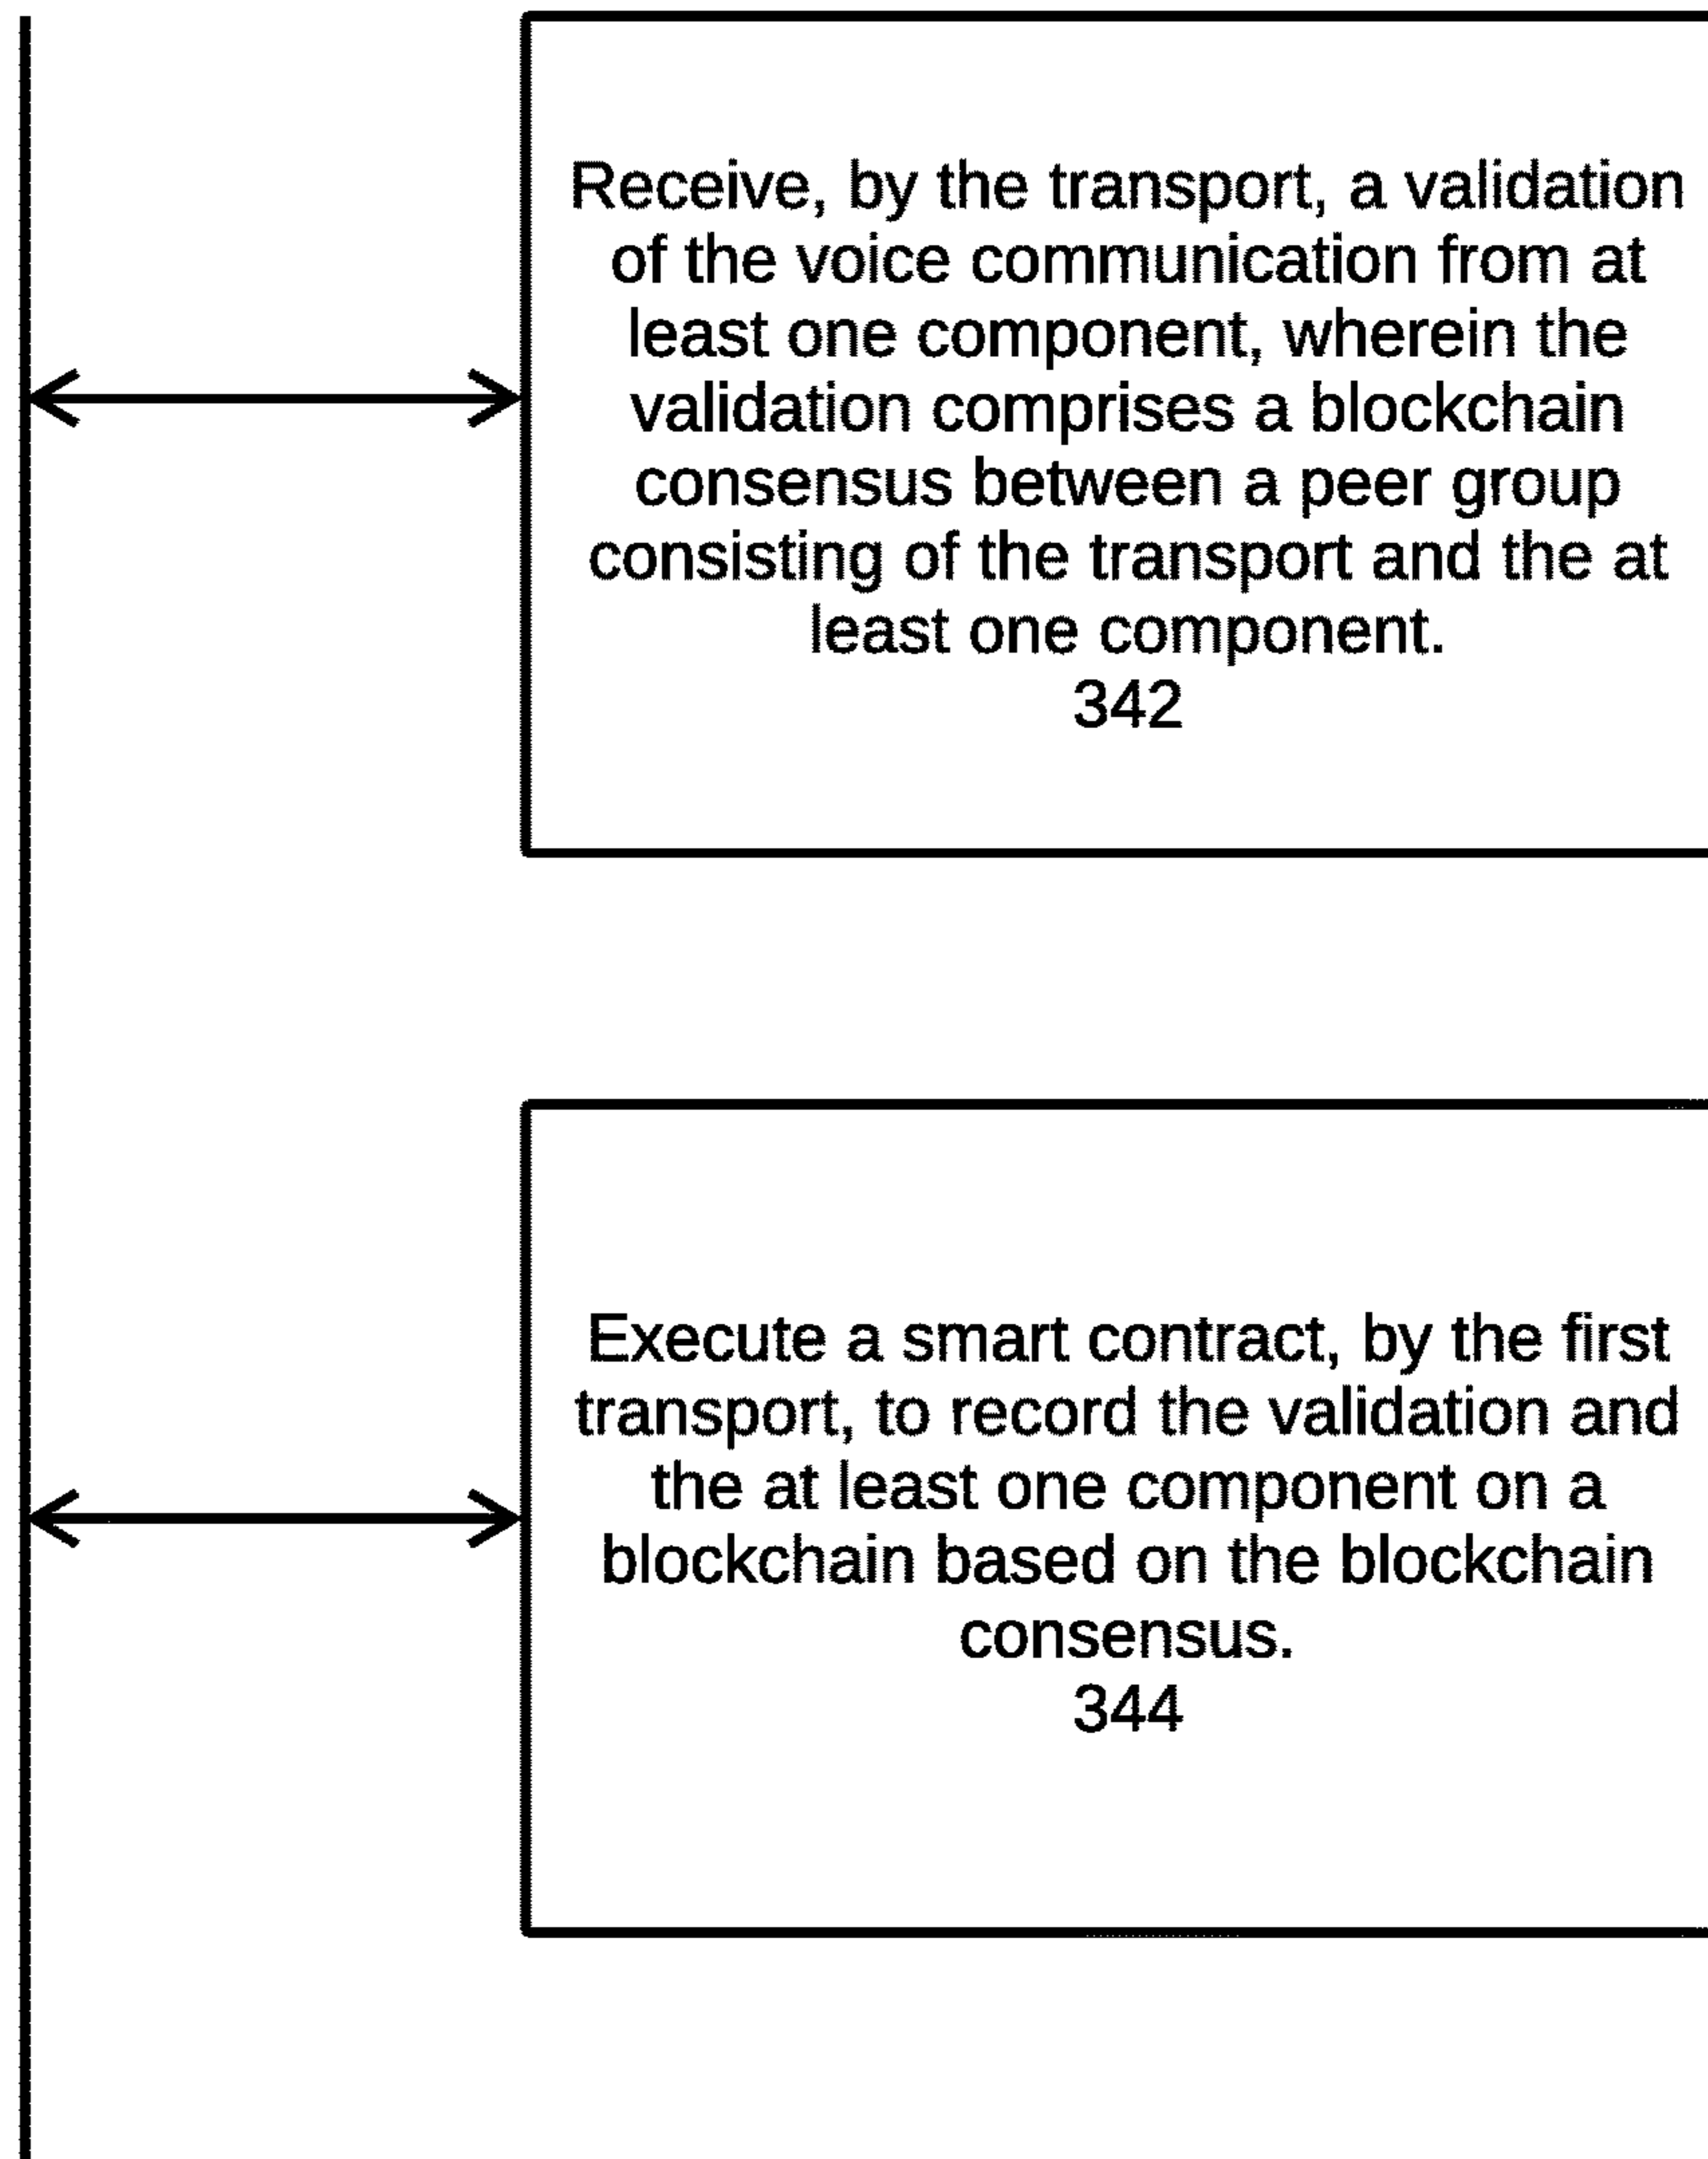 Receive, by the transport, a validation
of the voice communication from at
least one component, wherein the
validation comprises a blockchain
consensus between a peer group
consisting of the transport and the at
least one component.
342
Execute a smart contract, by the first
transport, to record the validation and
the at least one component on a
blockchain based on the blockchain
consensus.
344